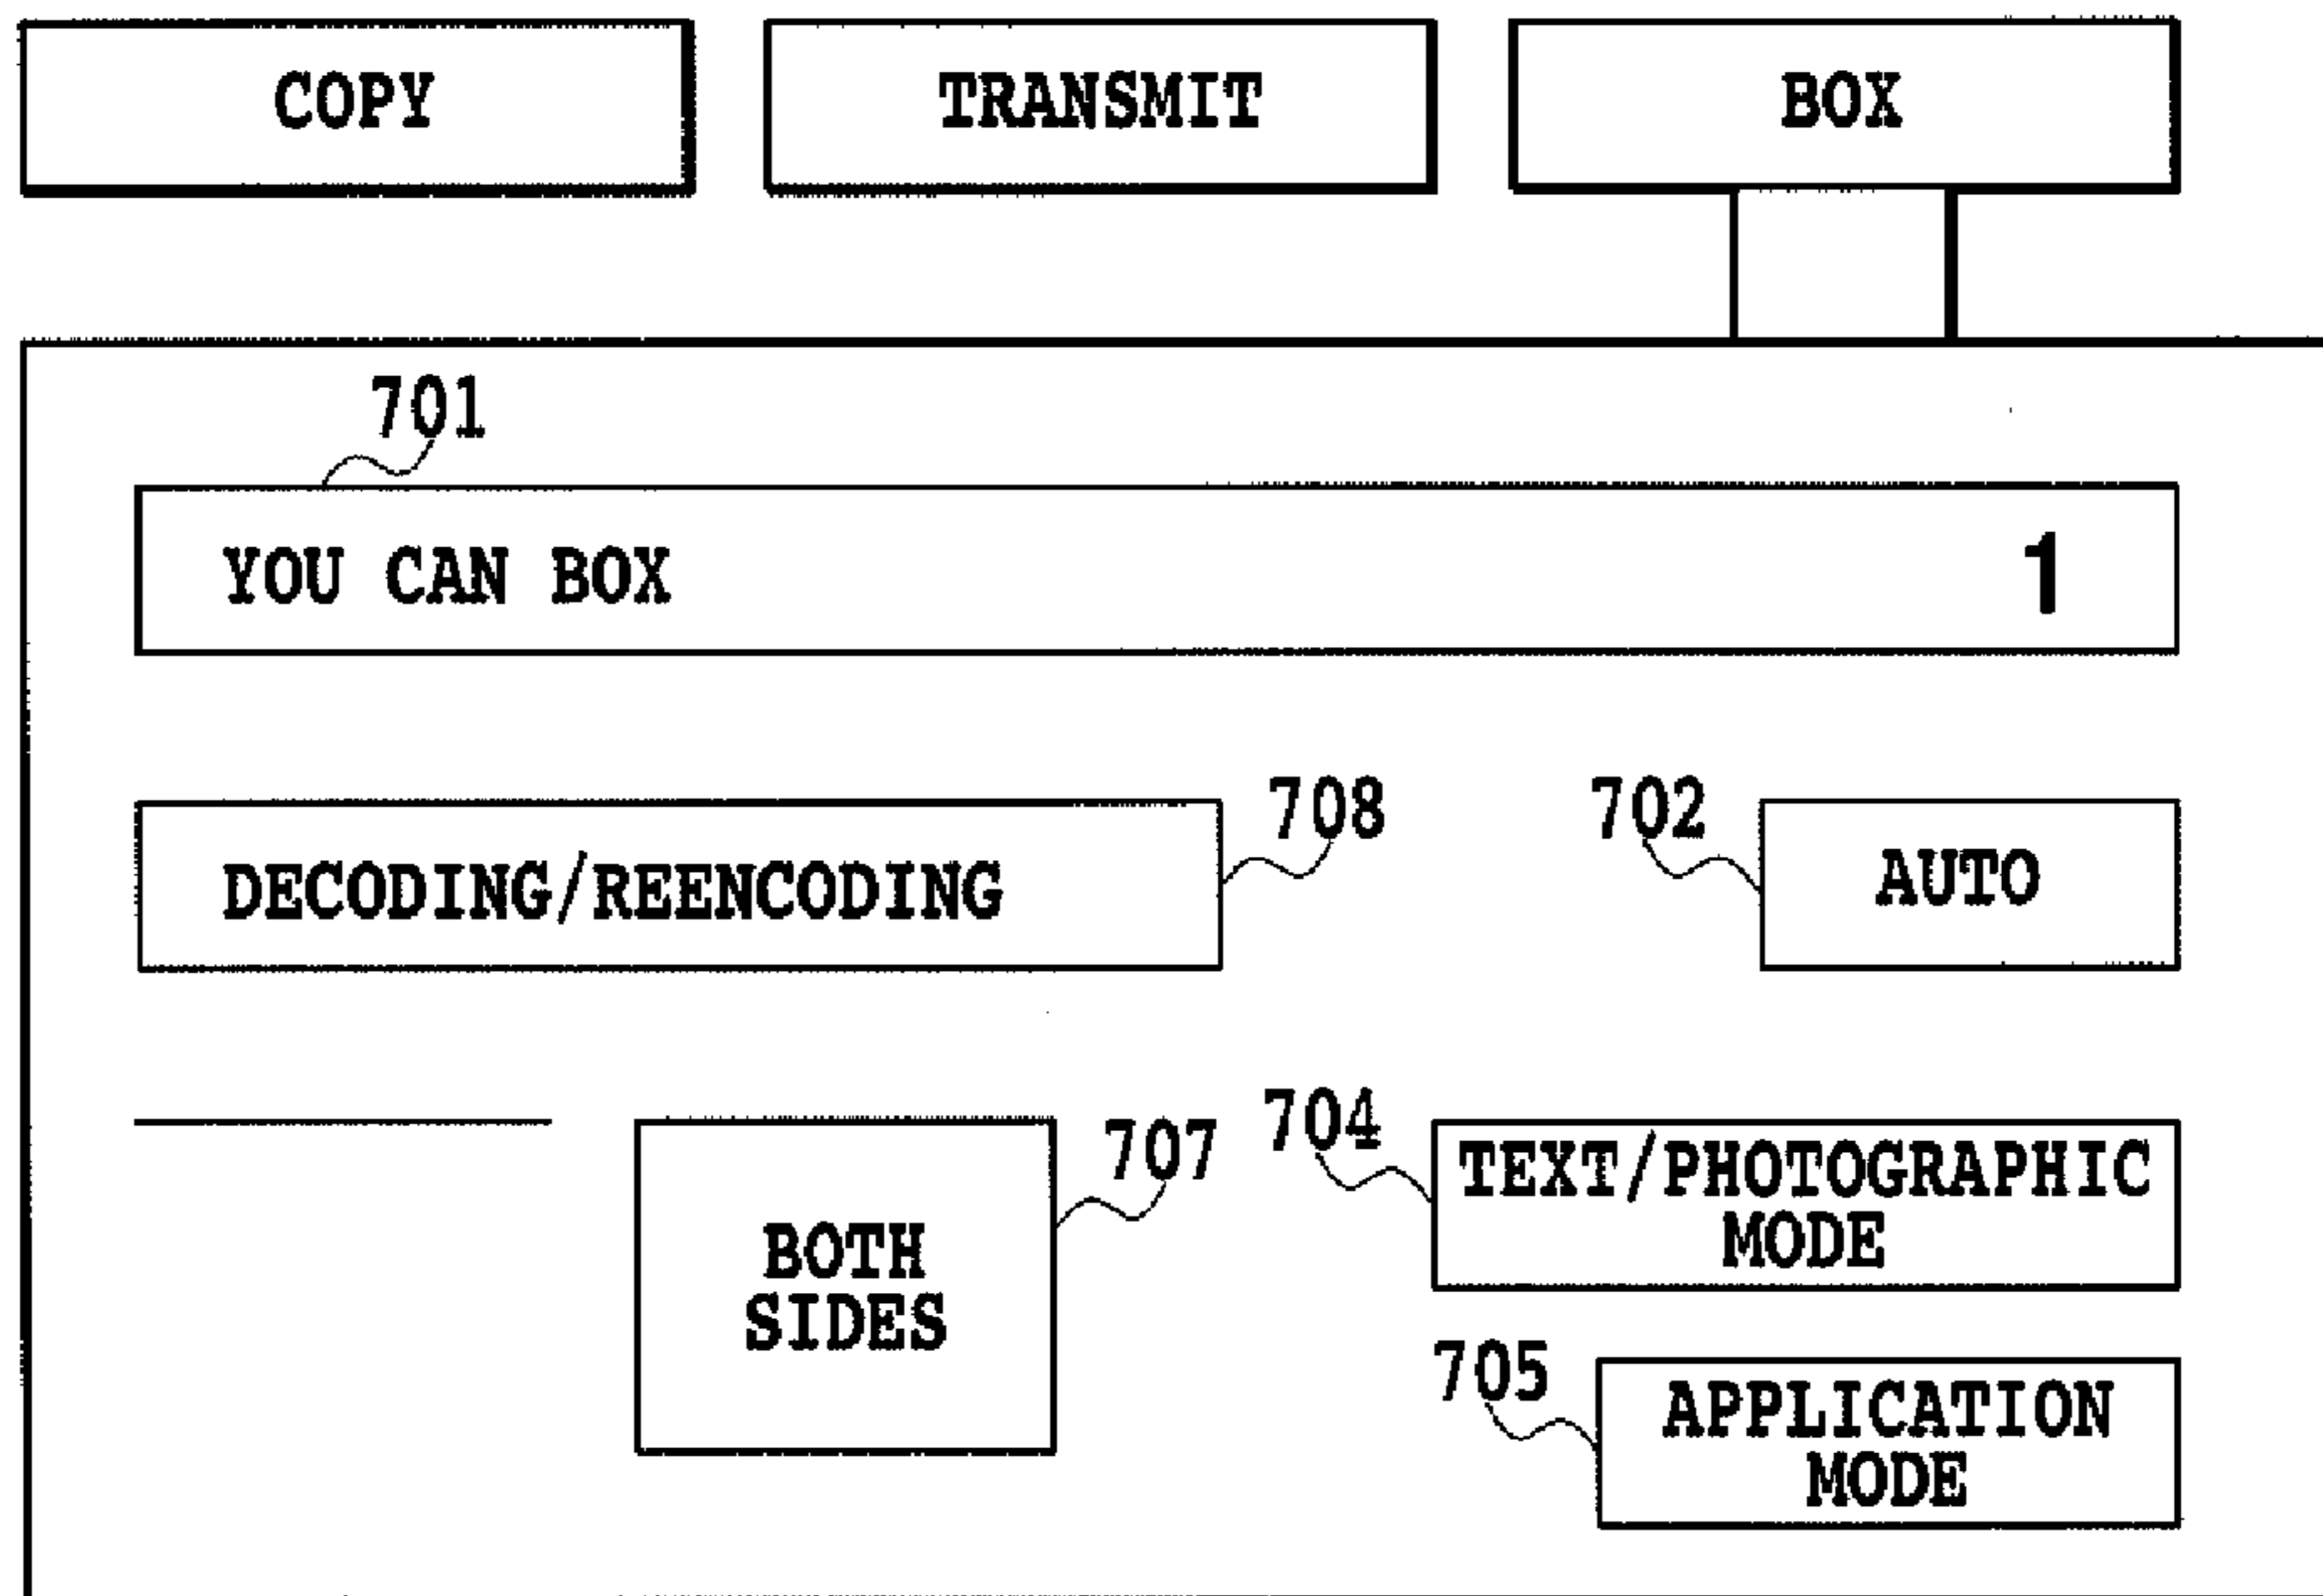 COPY TRANSMIT BOX
701
YOU CAN BOX 1
708 702
DECODING/REENCODING AUTO
707 704
TEXT/PHOTOGRAPHIC
MODE
BOTH
SIDES
705
APPLICATION
MODE